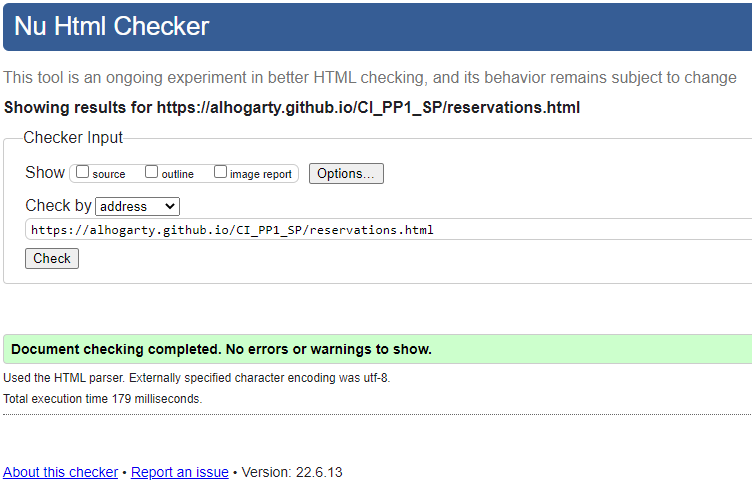 Nu Html Checker
This tool is an ongoing experiment in better HTML checking, and its behavior remains subject to change
Showing results for https://alhogarty.github.io/CI_PP1_SP/reservations.html
Checker Input
Show source outline image report Options...
Check by address
https://alhogarty.github.io/CI_PP1_SP/reservations.html
Check
Document checking completed. No errors or warnings to show.
Used the HTML parser. Externally specified character encoding was utf-8.
Total execution time 179 milliseconds.
About this checker • Report an issue • Version: 22.6.13